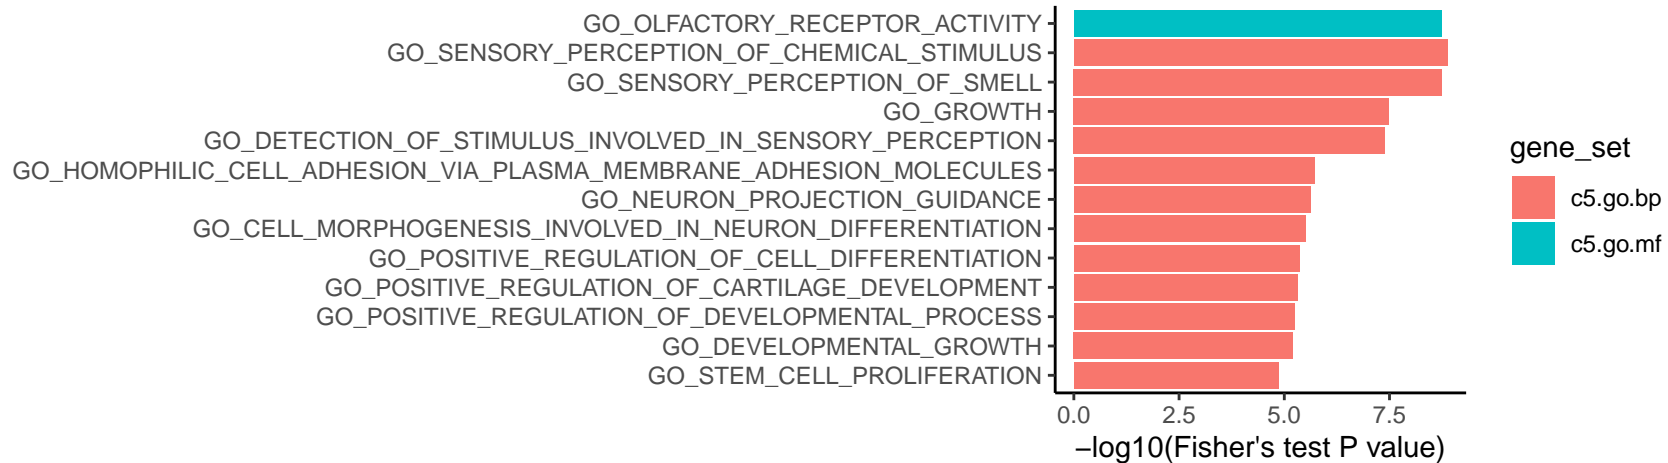 GO_OLFACTORY_RECEPTOR_ACTIVITY
GO_SENSORY_PERCEPTION_OF_CHEMICAL_STIMULUS
GO_SENSORY_PERCEPTION_OF_SMELL
GO_GROWTH
GO_DETECTION_OF_STIMULUS_INVOLVED_IN_SENSORY_PERCEPTION
GO_HOMOPHILIC_CELL_ADHESION_VIA_PLASMA_MEMBRANE_ADHESION_MOLECULES
GO_NEURON_PROJECTION_GUIDANCE
GO_CELL_MORPHOGENESIS_INVOLVED_IN_NEURON_DIFFERENTIATION
GO_POSITIVE_REGULATION_OF_CELL_DIFFERENTIATION
GO_POSITIVE_REGULATION_OF_CARTILAGE_DEVELOPMENT
GO_POSITIVE_REGULATION_OF_DEVELOPMENTAL_PROCESS
GO_DEVELOPMENTAL_GROWTH
GO_STEM_CELL_PROLIFERATION
0.0 2.5 5.0 7.5
−log10(Fisher's test P value)
gene_set
c5.go.bp
c5.go.mf